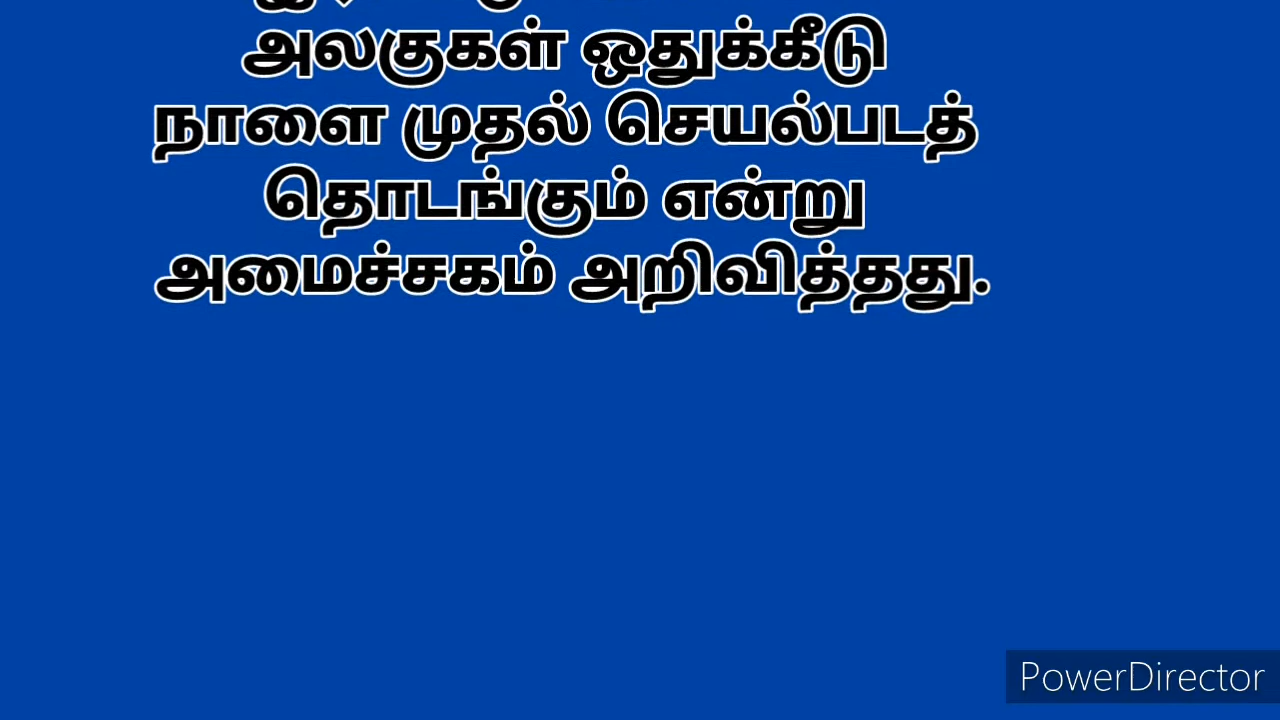 அலகுகள் ஒதுக்கீடு
நாளை முதல் செயல்படத்
தொடங்கும் என்று
அமைச்சகம் அறிவித்தது.
PowerDirector